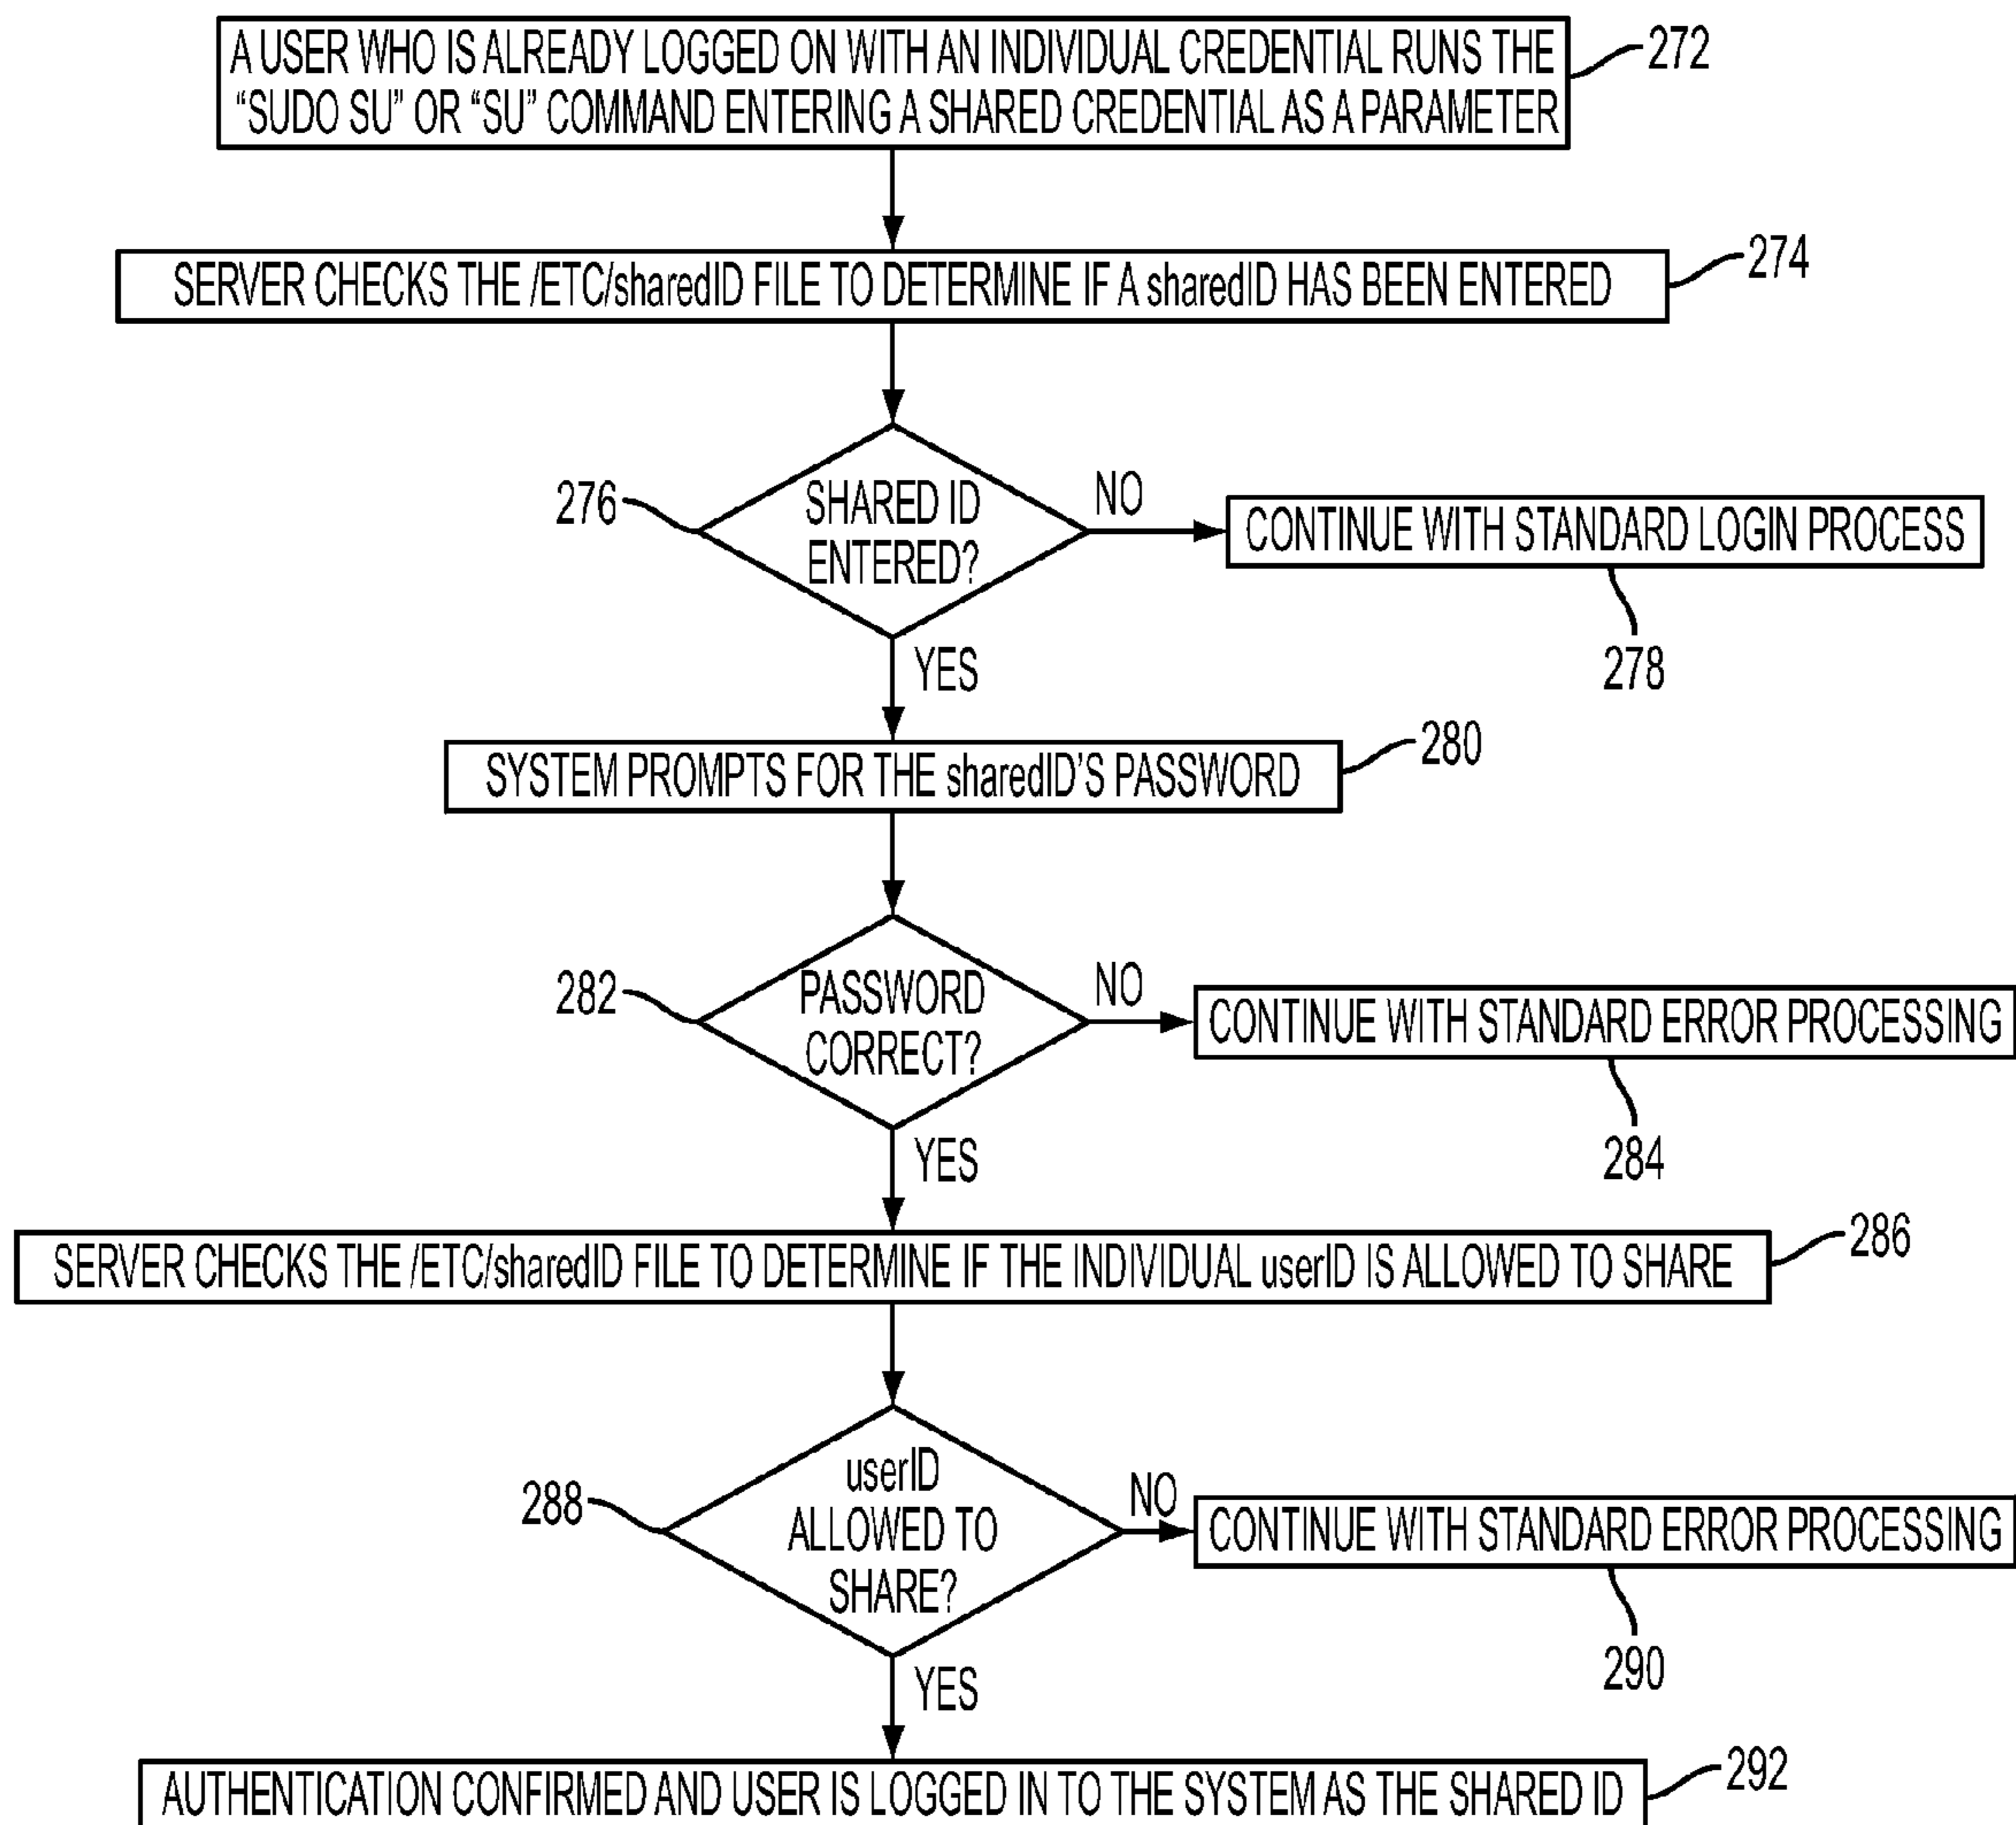 A USER WHO IS ALREADY LOGGED ON WITH AN INDIVIDUAL CREDENTIAL RUNS THE
“SUDO SU” OR “SU” COMMAND ENTERING A SHARED CREDENTIAL AS A PARAMETER
272
SERVER CHECKS THE /ETC/sharedID FILE TO DETERMINE IF A sharedID HAS BEEN ENTERED
274
276
SHARED ID
ENTERED?
NO
CONTINUE WITH STANDARD LOGIN PROCESS
278
YES
SYSTEM PROMPTS FOR THE sharedID’S PASSWORD
280
282
PASSWORD
CORRECT?
NO
CONTINUE WITH STANDARD ERROR PROCESSING
284
YES
SERVER CHECKS THE /ETC/sharedID FILE TO DETERMINE IF THE INDIVIDUAL userID IS ALLOWED TO SHARE
286
288
userID
ALLOWED TO
SHARE?
NO
CONTINUE WITH STANDARD ERROR PROCESSING
290
YES
AUTHENTICATION CONFIRMED AND USER IS LOGGED IN TO THE SYSTEM AS THE SHARED ID
292